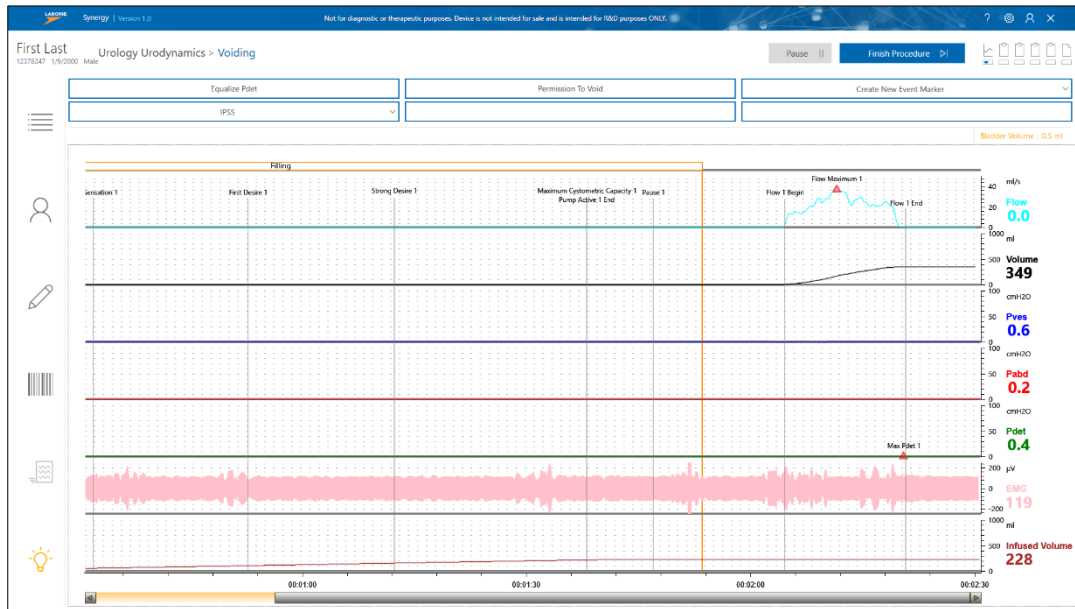 LABORIE
Synergy | Version 1.0
Not for diagnostic or therapeutic purposes. Device is not intended for sale and is intended for R&D purposes ONLY.
?
First Last
12378247 1/9/2000 Male
Urology Urodynamics > Voiding
Pause
Finish Procedure
Equalize Pdet
Permission To Void
Create New Event Marker
IPSS
Bladder Volume : 0.5 ml
Filling
Sensation 1
First Desire 1
Strong Desire 1
Maximum Cystometric Capacity 1
Pump Active 1 End
Pause 1
Flow 1 Begin
Flow Maximum 1
Flow 1 End
ml/s
40
20
0
Flow
0.0
1000
ml
500
0
Volume
349
100
cmH2O
50
0
Pves
0.6
100
cmH2O
50
0
Pabd
0.2
100
cmH2O
50
0
Pdet
0.4
Max Pdet 1
200
µV
0
-200
EMG
119
1000
ml
500
0
Infused Volume
228
00:01:00
00:01:30
00:02:00
00:02:30